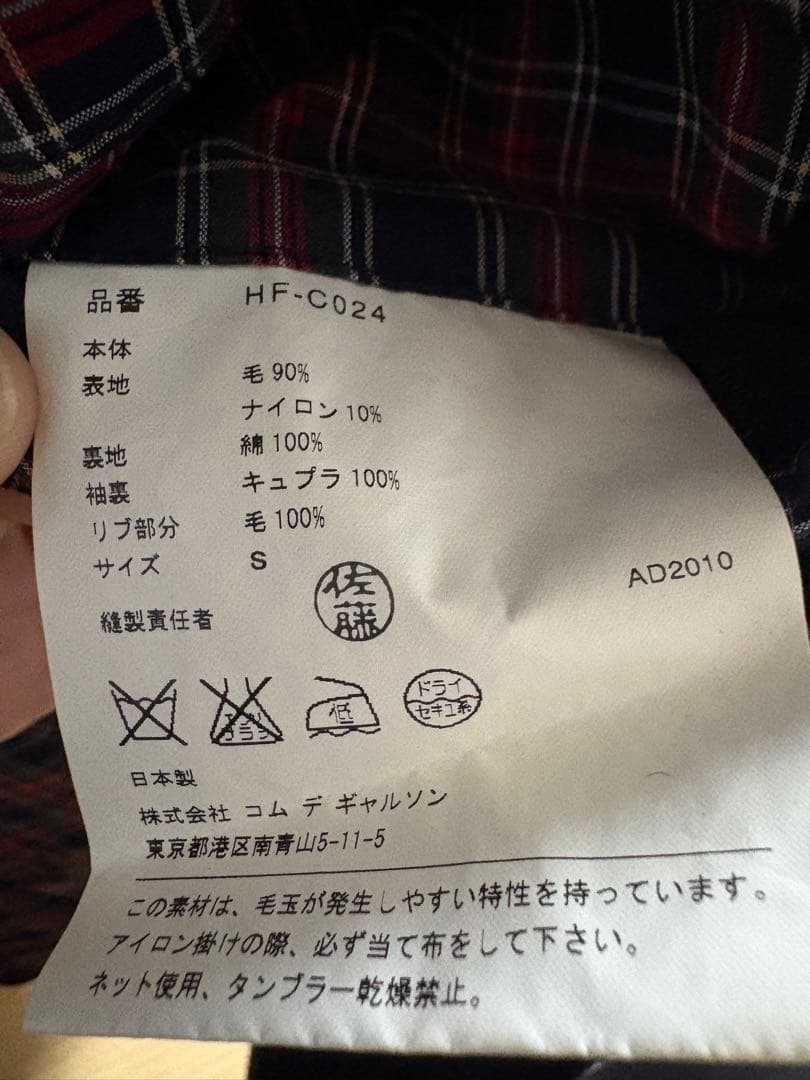 品番 HF-C024
本体
表地 毛 90%
ナイロン 10%
裏地 綿 100%
袖裏 キュプラ 100%
リブ部分 毛 100%
サイズ S
縫製責任者 佐藤
AD2010
低
ドライ
セキユ系
日本製
株式会社 コム デ ギャルソン
東京都港区南青山5-11-5
この素材は、毛玉が発生しやすい特性を持っています。
アイロン掛けの際、必ず当て布をして下さい。
ネット使用、タンブラー乾燥禁止。